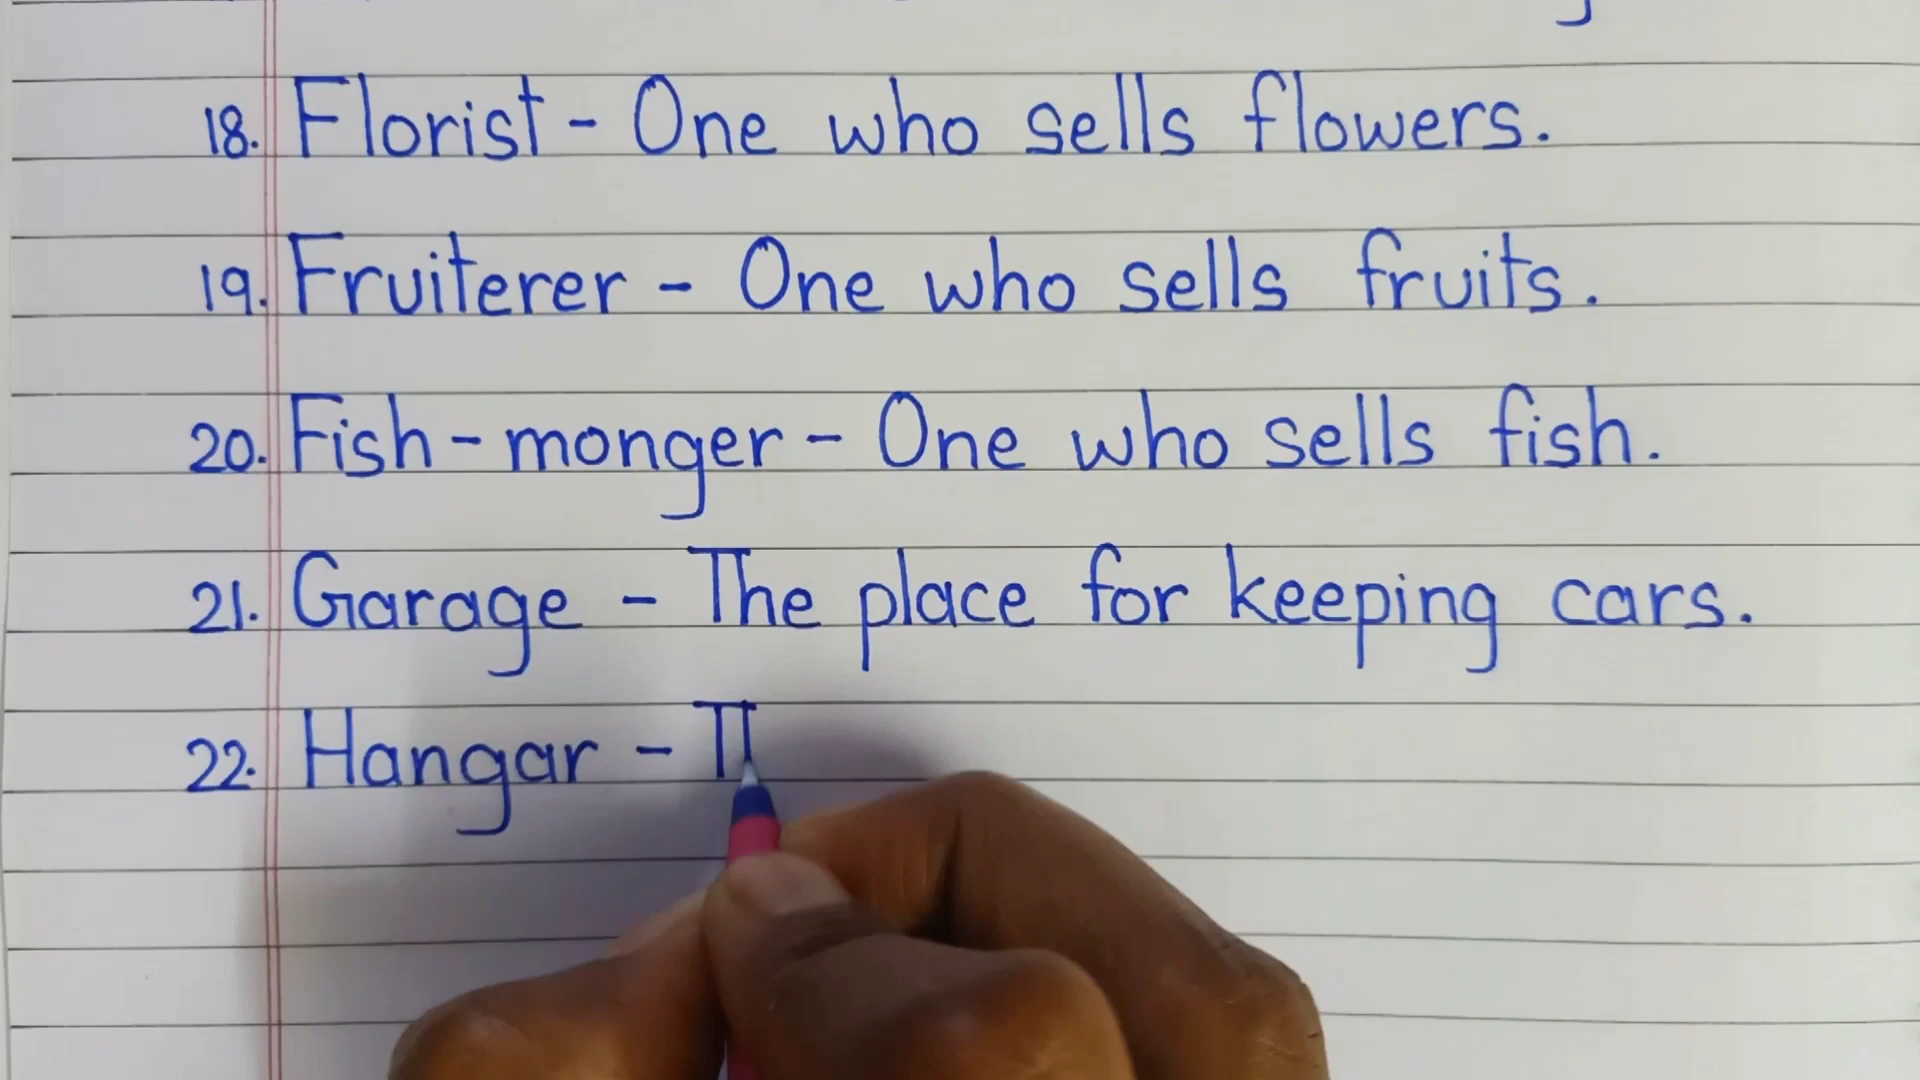 18. Florist - One who sells flowers.
19. Fruiterer - One who sells fruits.
20. Fish-monger - One who sells fish.
21. Garage - The place for keeping cars.
22. Hangar - T